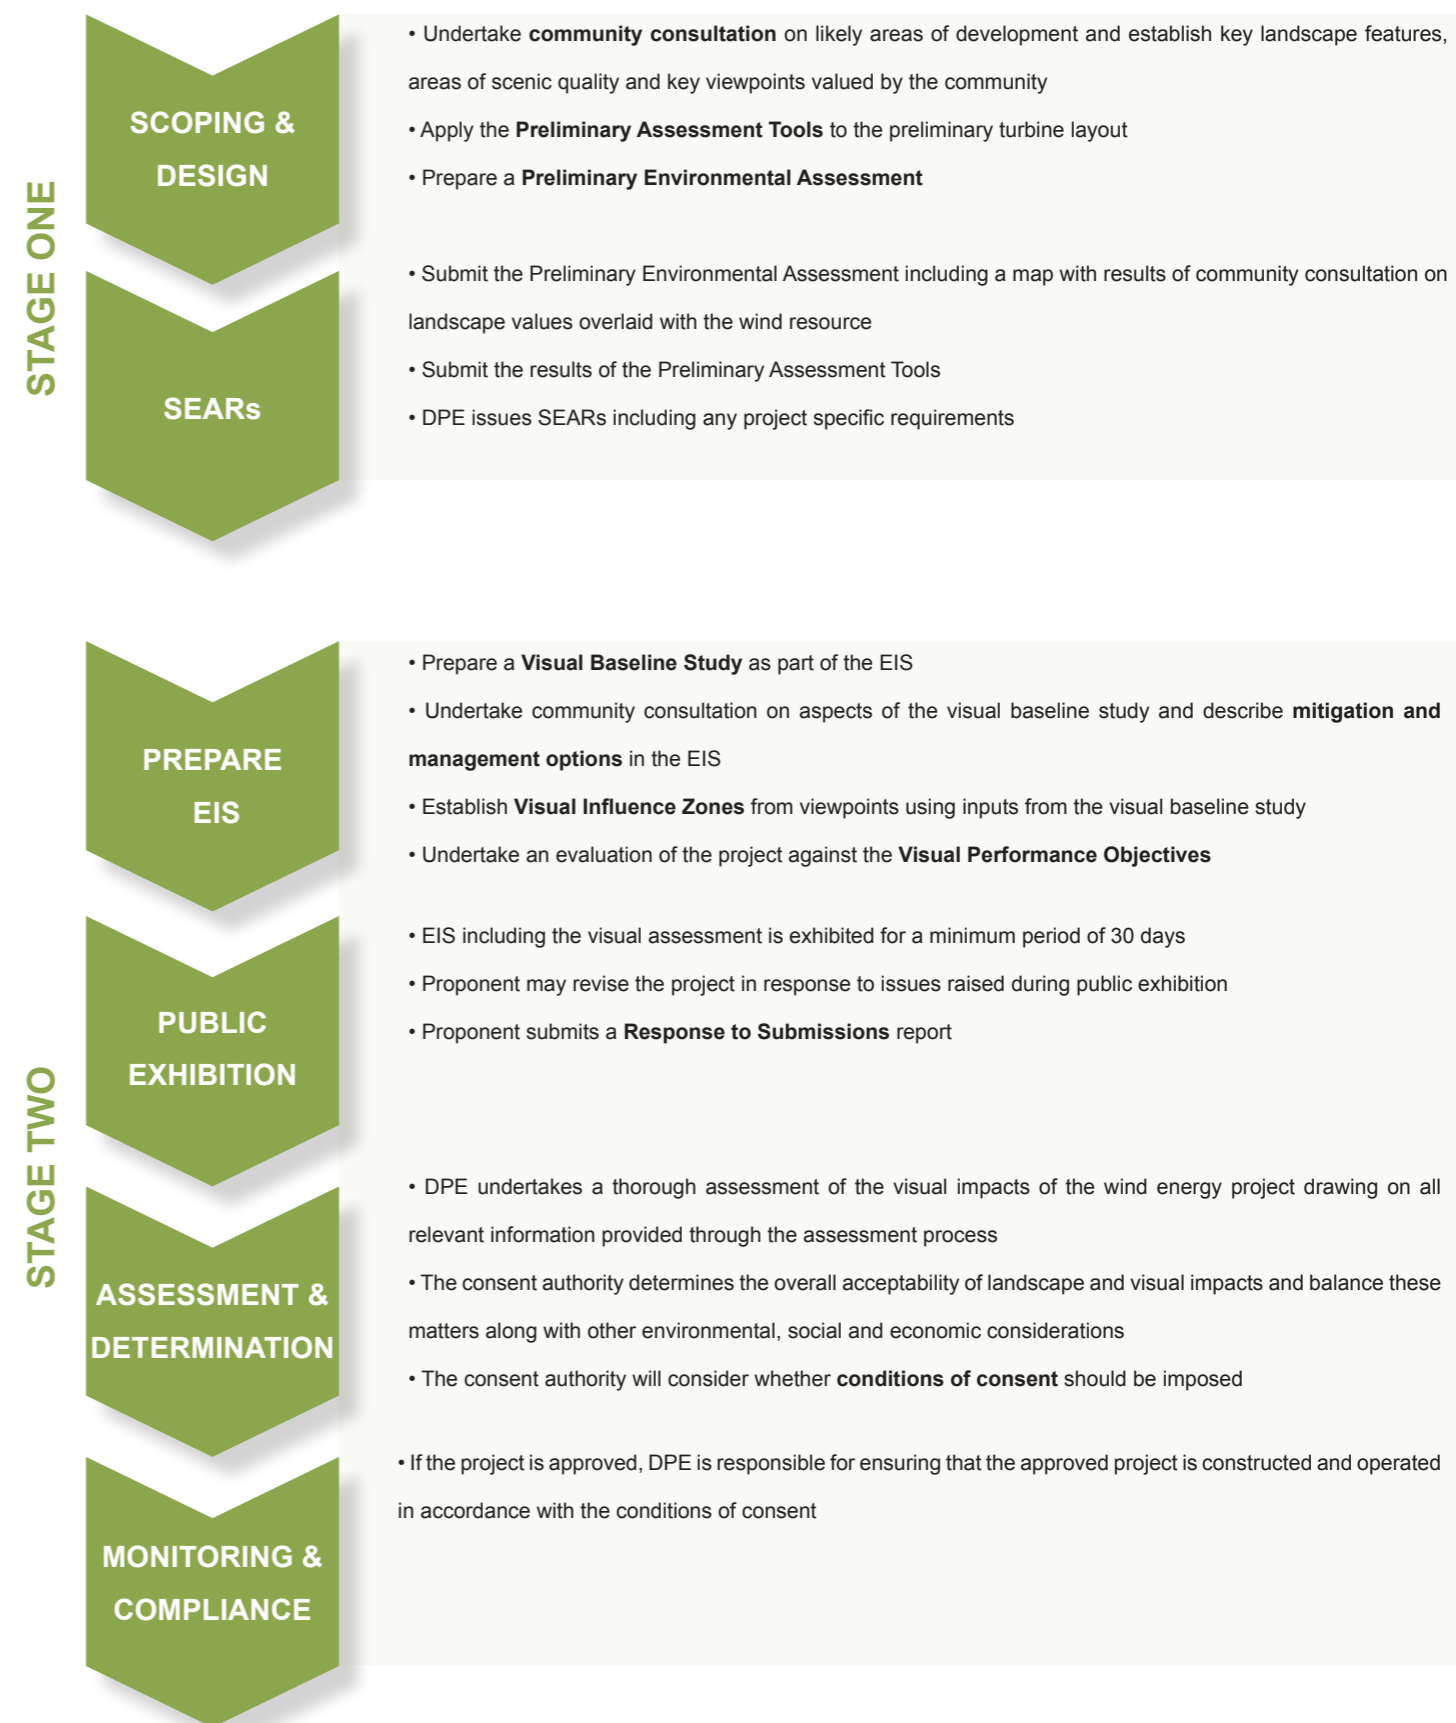 STAGE ONE
SCOPING &
DESIGN
• Undertake community consultation on likely areas of development and establish key landscape features,
areas of scenic quality and key viewpoints valued by the community
• Apply the Preliminary Assessment Tools to the preliminary turbine layout
• Prepare a Preliminary Environmental Assessment
SEARs
• Submit the Preliminary Environmental Assessment including a map with results of community consultation on
landscape values overlaid with the wind resource
• Submit the results of the Preliminary Assessment Tools
• DPE issues SEARs including any project specific requirements
STAGE TWO
PREPARE
EIS
• Prepare a Visual Baseline Study as part of the EIS
• Undertake community consultation on aspects of the visual baseline study and describe mitigation and
management options in the EIS
• Establish Visual Influence Zones from viewpoints using inputs from the visual baseline study
• Undertake an evaluation of the project against the Visual Performance Objectives
PUBLIC
EXHIBITION
• EIS including the visual assessment is exhibited for a minimum period of 30 days
• Proponent may revise the project in response to issues raised during public exhibition
• Proponent submits a Response to Submissions report
ASSESSMENT &
DETERMINATION
• DPE undertakes a thorough assessment of the visual impacts of the wind energy project drawing on all
relevant information provided through the assessment process
• The consent authority determines the overall acceptability of landscape and visual impacts and balance these
matters along with other environmental, social and economic considerations
• The consent authority will consider whether conditions of consent should be imposed
MONITORING &
COMPLIANCE
• If the project is approved, DPE is responsible for ensuring that the approved project is constructed and operated
in accordance with the conditions of consent